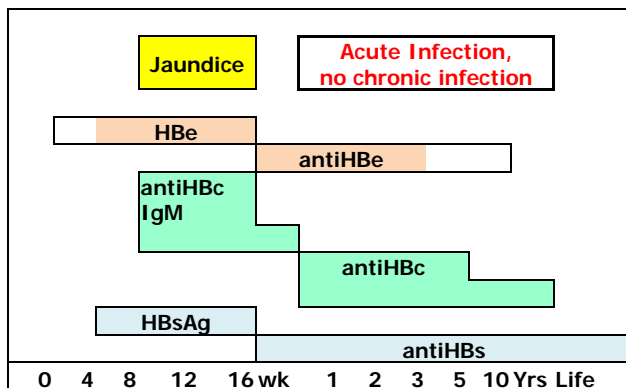 Jaundice
Acute Infection,
no chronic infection
HBe
antiHBe
antiHBc
IgM
antiHBc
HBsAg
antiHBs
0 4 8 12 16 wk 1 2 3 5 10 Yrs Life